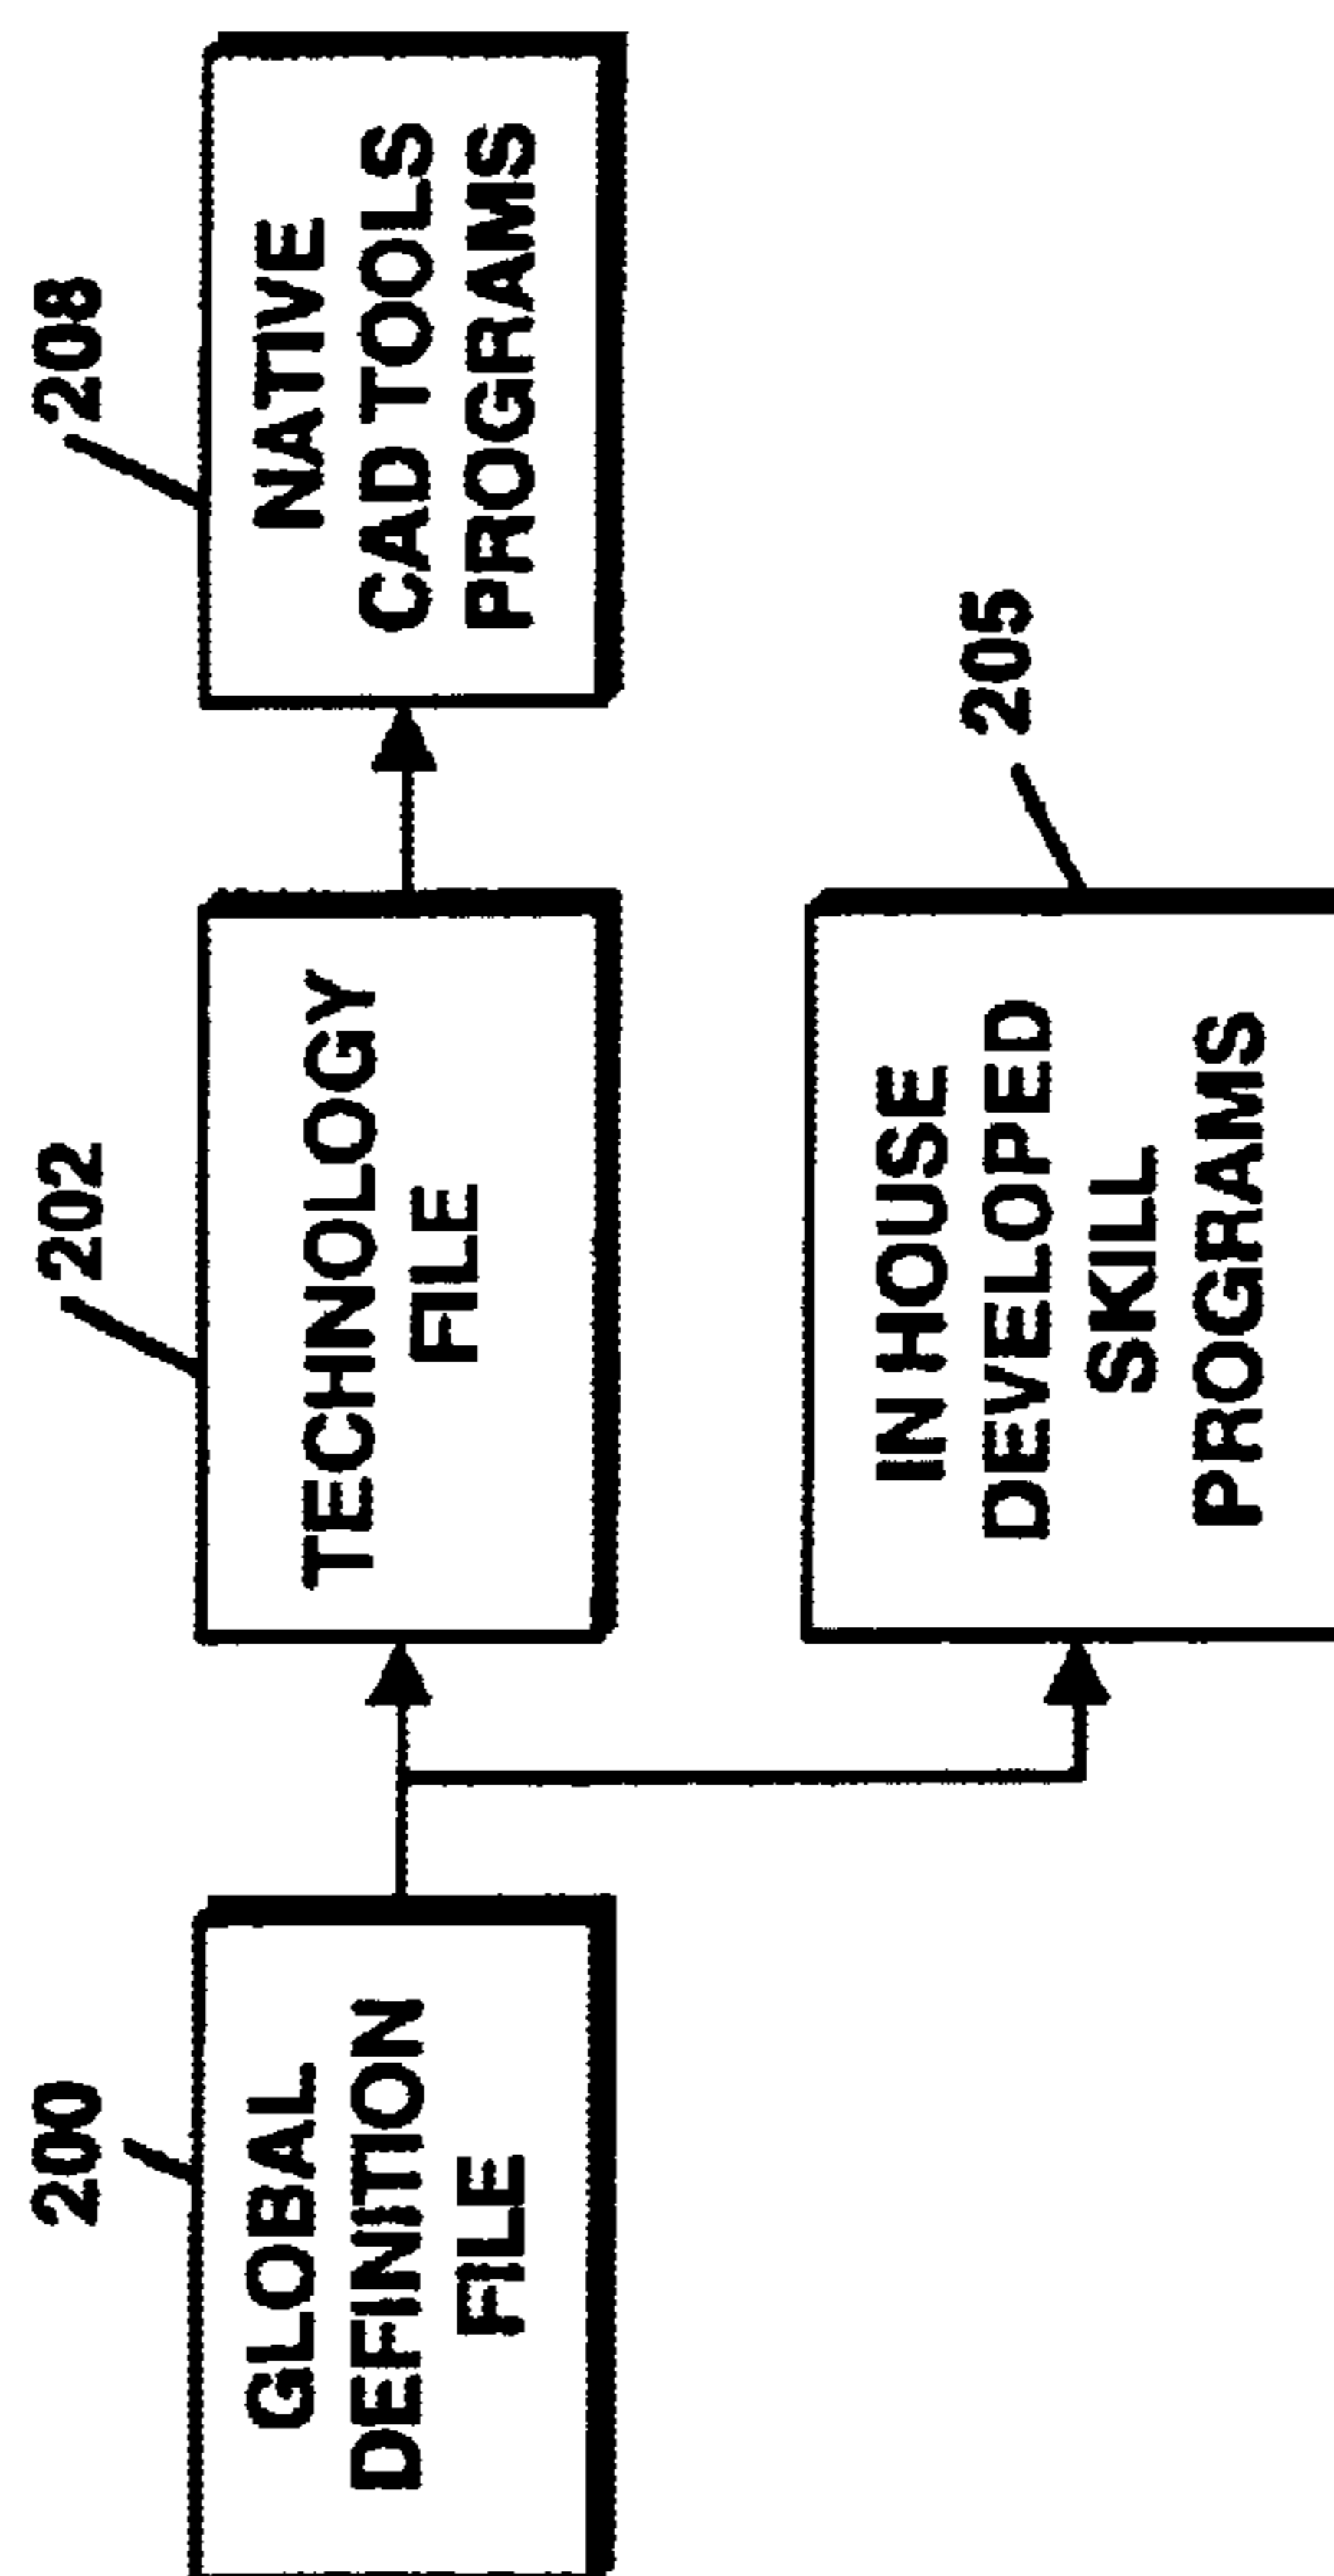 200
GLOBAL
DEFINITION
FILE
202
TECHNOLOGY
FILE
208
NATIVE
CAD TOOLS
PROGRAMS
205
IN HOUSE
DEVELOPED
SKILL
PROGRAMS